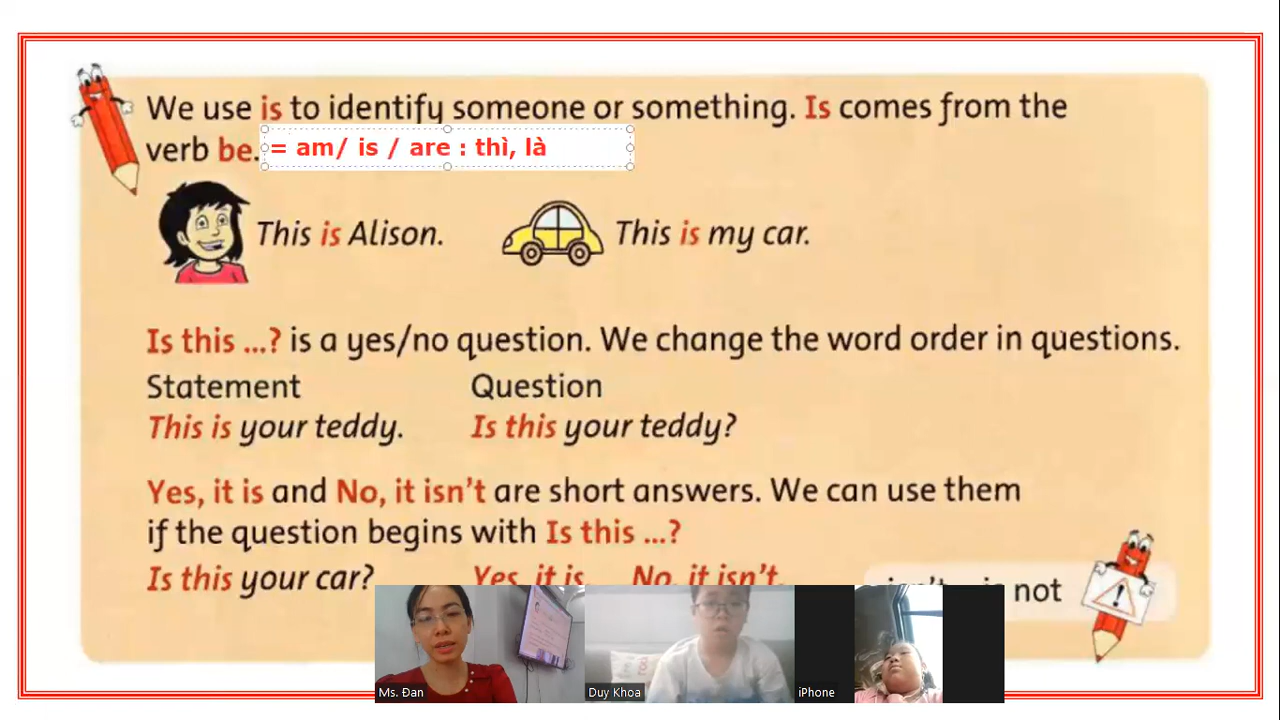 We use is to identify someone or something. Is comes from the
verb be. = am/ is / are : thì, là
This is Alison. This is my car.
Is this ...? is a yes/no question. We change the word order in questions.
Statement Question
This is your teddy. Is this your teddy?
Yes, it is and No, it isn't are short answers. We can use them
if the question begins with Is this ...?
Is this your car? Yes, it is. No, it isn't.
not
Ms. Đan Duy Khoa iPhone